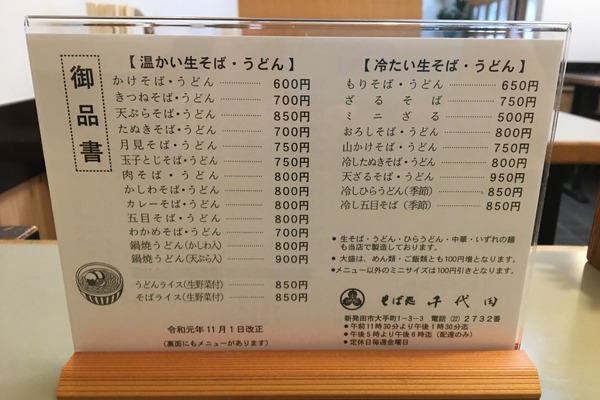 御品書
【温かい生そば・うどん】
かけそば・うどん 600円
きつねそば・うどん 700円
天ぷらそば・うどん 850円
たぬきそば・うどん 700円
月見そば・うどん 750円
玉子とじそば・うどん 750円
肉そば・うどん 800円
かしわそば・うどん 800円
カレーそば・うどん 800円
五目そば・うどん 800円
わかめそば・うどん 700円
鍋焼うどん(かしわ入) 800円
鍋焼うどん(天ぷら入) 900円
うどんライス(生野菜付) 850円
そばライス(生野菜付) 850円
令和元年11月1日改正
(裏面にもメニューがあります)
【冷たい生そば・うどん】
もりそば・うどん 650円
ざるそば 750円
ミニざる 500円
おろしそば・うどん 800円
山かけそば・うどん 750円
冷したぬきそば・うどん 800円
天ざるそば・うどん 950円
冷しひらうどん(季節) 850円
冷し五目そば(季節) 850円
●生そば・うどん・ひらうどん・中華・いずれの麺
も当店で製造しております。
●大盛は、めん類・ご飯類とも100円増となります。
●メニュー以外のミニサイズは100円引きとなります。
そば処 千代田
新発田市大手町1-3-3 電話(22)2732番
●午前11時30分より午後1時30分迄
●午後5時より午後6時迄(配達のみ)
●定休日毎週金曜日